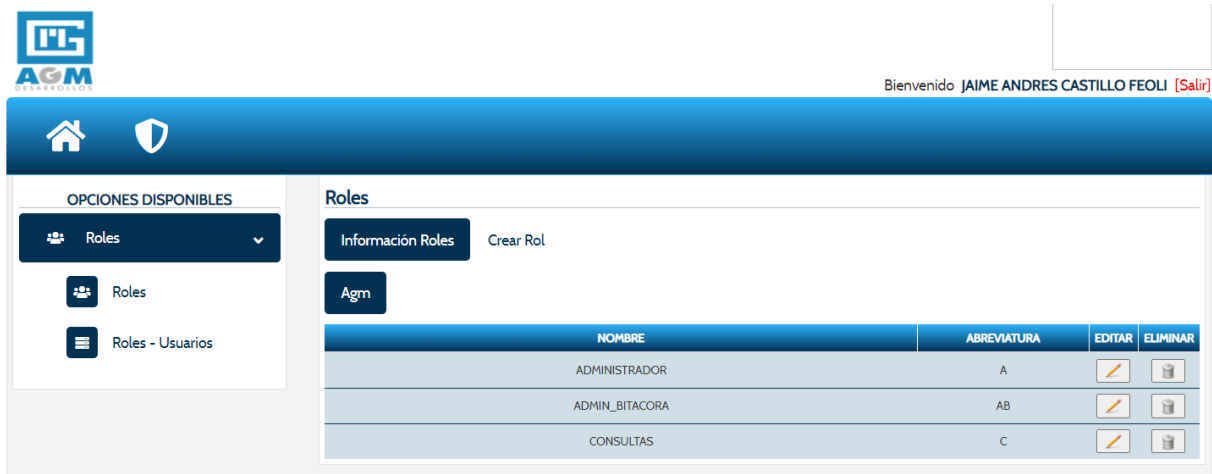 AGM
DESARROLLOS
Bienvenido JAIME ANDRES CASTILLO FEOLI [Salir]
OPCIONES DISPONIBLES
Roles
Roles
Roles - Usuarios
Roles
Información Roles Crear Rol
Agm
NOMBRE ABREVIATURA EDITAR ELIMINAR
ADMINISTRADOR A
ADMIN_BITACORA AB
CONSULTAS C